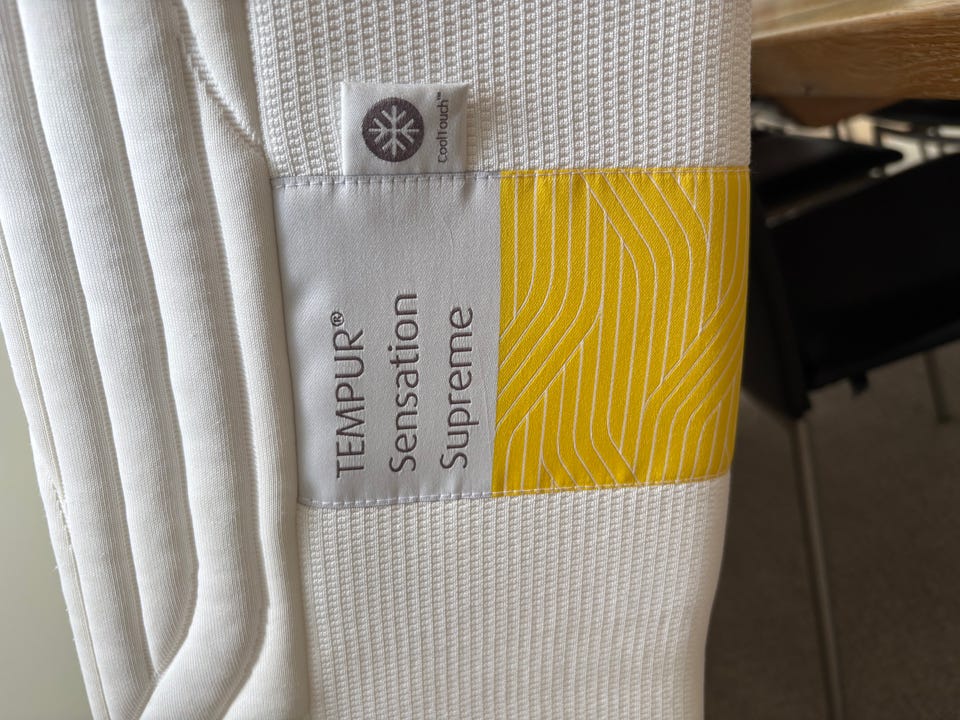 CoolTouch™
TEMPUR®
Sensation
Supreme